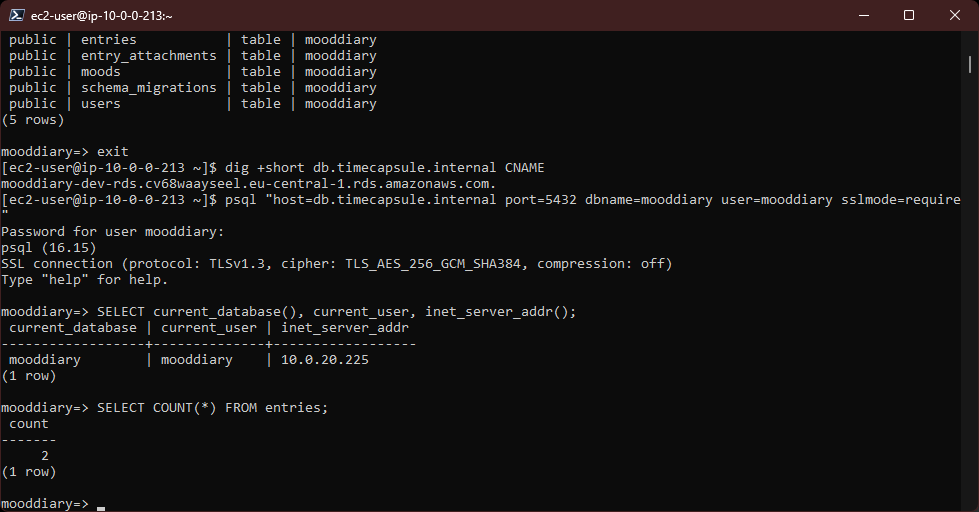 ec2-user@ip-10-0-0-213:~
 public | entries           | table | mooddiary
 public | entry_attachments | table | mooddiary
 public | moods             | table | mooddiary
 public | schema_migrations | table | mooddiary
 public | users             | table | mooddiary
(5 rows)
mooddiary=> exit
[ec2-user@ip-10-0-0-213 ~]$ dig +short db.timecapsule.internal CNAME
mooddiary-dev-rds.cv68waayseel.eu-central-1.rds.amazonaws.com.
[ec2-user@ip-10-0-0-213 ~]$ psql "host=db.timecapsule.internal port=5432 dbname=mooddiary user=mooddiary sslmode=require
"
Password for user mooddiary:
psql (16.15)
SSL connection (protocol: TLSv1.3, cipher: TLS_AES_256_GCM_SHA384, compression: off)
Type "help" for help.
mooddiary=> SELECT current_database(), current_user, inet_server_addr();
 current_database | current_user | inet_server_addr
------------------+--------------+------------------
 mooddiary        | mooddiary    | 10.0.20.225
(1 row)
mooddiary=> SELECT COUNT(*) FROM entries;
 count
-------
     2
(1 row)
mooddiary=>